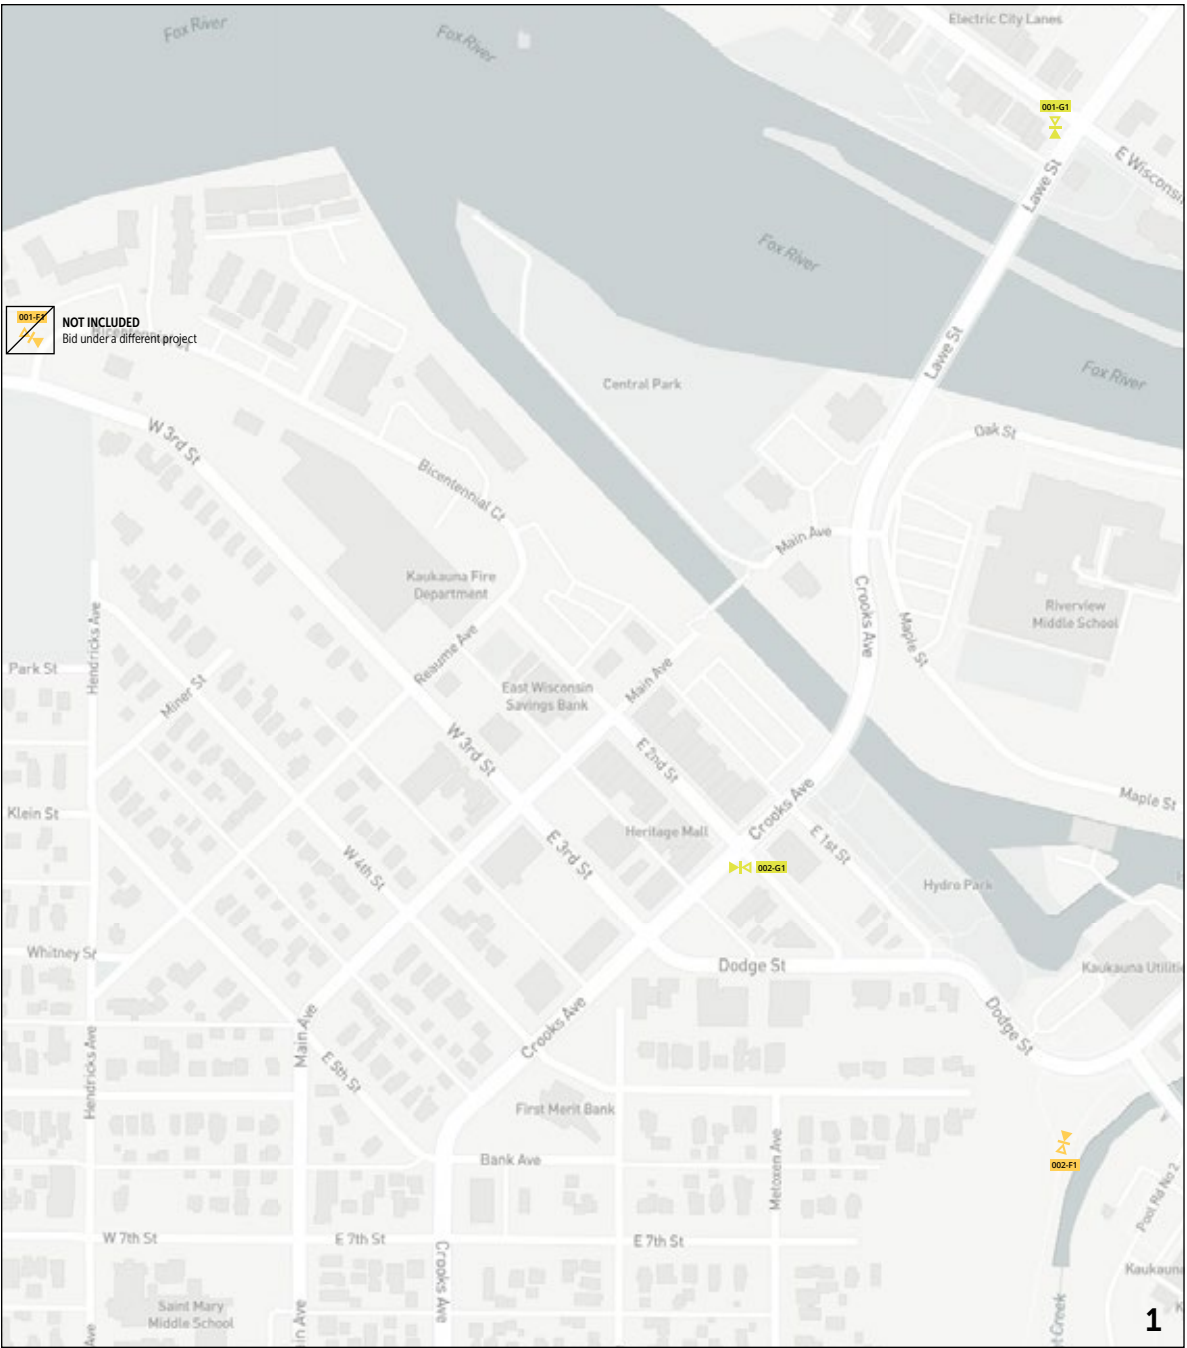 Fox River
Fox River
Electric City Lanes
001-G1
E Wisconsin
Lawe St
Fox River
001-F1
NOT INCLUDED
Bid under a different project
Bicentennial Ct
Lawe St
Fox River
Central Park
W 3rd St
Oak St
Bicentennial Ct
Main Ave
Kaukauna Fire
Department
Crooks Ave
Riverview
Middle School
Hendricks Ave
Maple St
Reaume Ave
Park St
Miner St
East Wisconsin
Savings Bank
Main Ave
W 3rd St
E 2nd St
Crooks Ave
Maple St
Klein St
Heritage Mall
E 1st St
E 3rd St
W 4th St
002-G1
Hydro Park
Whitney St
Dodge St
Kaukauna Utilitie
Main Ave
Crooks Ave
Dodge St
Hendricks Ave
E 5th St
First Merit Bank
Bank Ave
Metoxen Ave
002-F1
Pool Rd No 2
W 7th St
E 7th St
E 7th St
Crooks Ave
Kaukauna
Saint Mary
Middle School
in Ave
Ave
t Creek
K
1